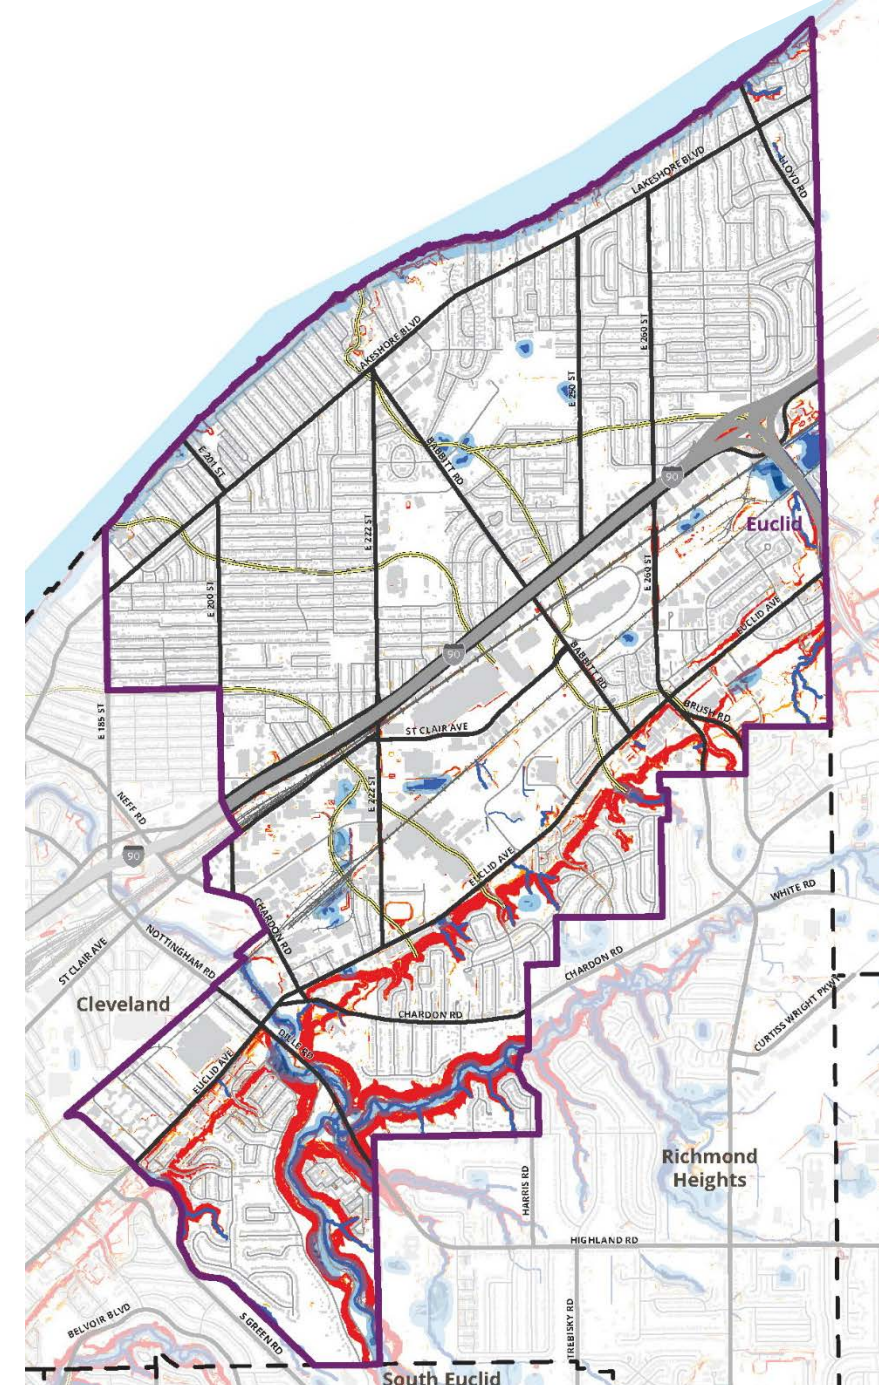 LLOYD RD
LAKESHORE BLVD
E 260 ST
AKESHORE BLVD
E 250 ST
BABBITT RD
E 201 ST
90
Euclid
E 222 ST
E 200 ST
E 260 ST
EUCLID AVE
90
BABBITT RD
BRUSH RD
ST CLAIR AVE
E 185 ST
E 222 ST
NEFF RD
90
EUCLID AVE
WHITE RD
CHARDON RD
NOTTINGHAM RD
ST CLAIR AVE
CHARDON RD
Cleveland
CHARDON RD
CURTISS WRIGHT PKWY
DILLE RD
EUCLID AVE
Richmond
Heights
HARRIS RD
HIGHLAND RD
BELVOIR BLVD
S GREEN RD
TREBISKY RD
South Euclid